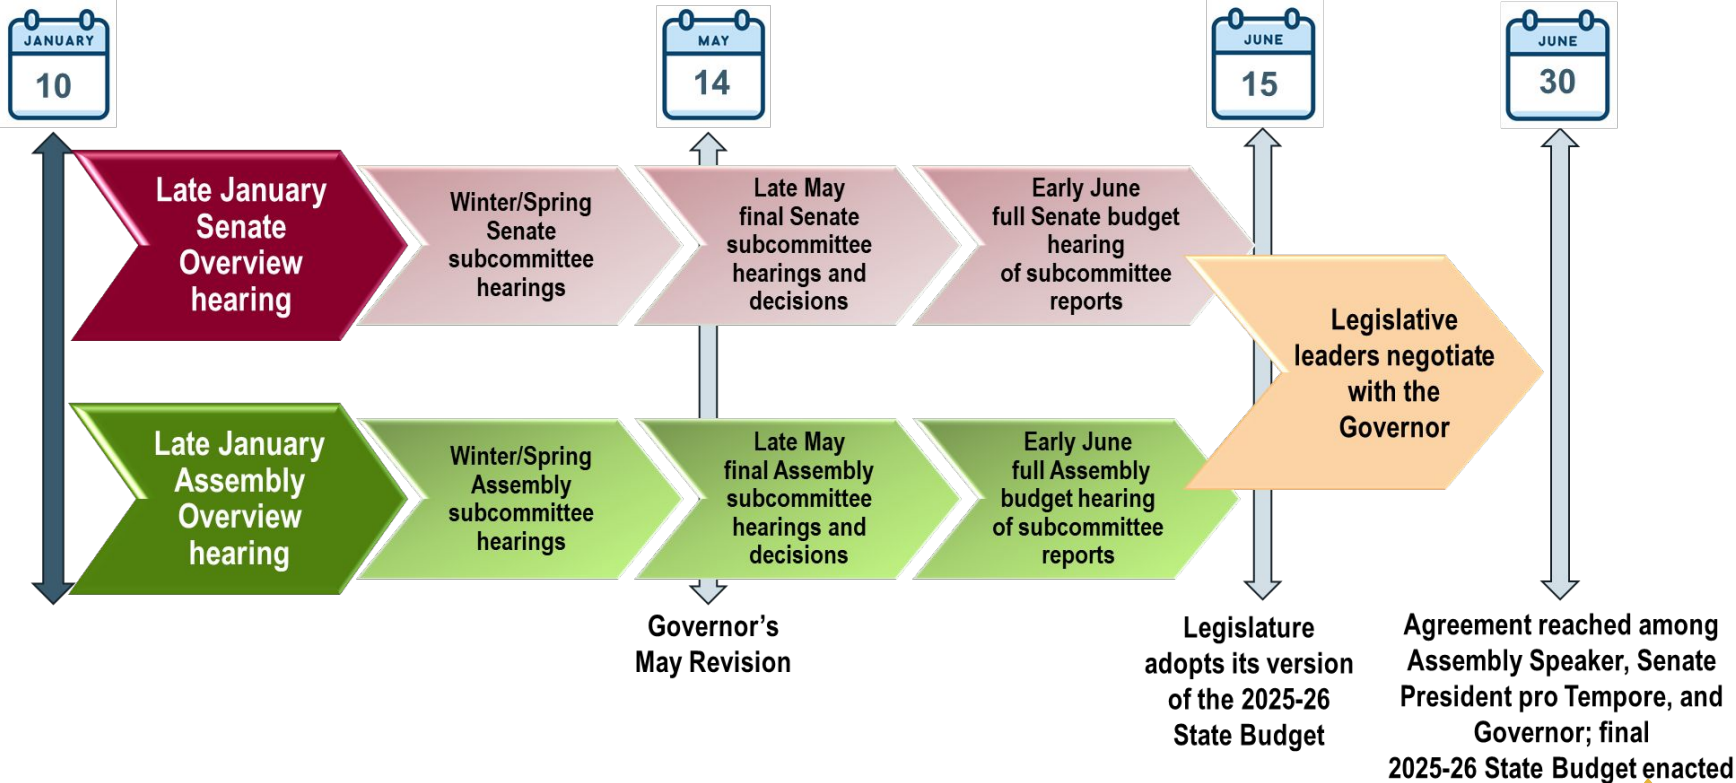 JANUARY
10
MAY
14
JUNE
15
JUNE
30
Late January
Senate
Overview
hearing
Winter/Spring
Senate
subcommittee
hearings
Late May
final Senate
subcommittee
hearings and
decisions
Early June
full Senate budget
hearing
of subcommittee
reports
Legislative
leaders negotiate
with the
Governor
Late January
Assembly
Overview
hearing
Winter/Spring
Assembly
subcommittee
hearings
Late May
final Assembly
subcommittee
hearings and
decisions
Early June
full Assembly
budget hearing
of subcommittee
reports
Governor’s
May Revision
Legislature
adopts its version
of the 2025-26
State Budget
Agreement reached among
Assembly Speaker, Senate
President pro Tempore, and
Governor; final
2025-26 State Budget enacted